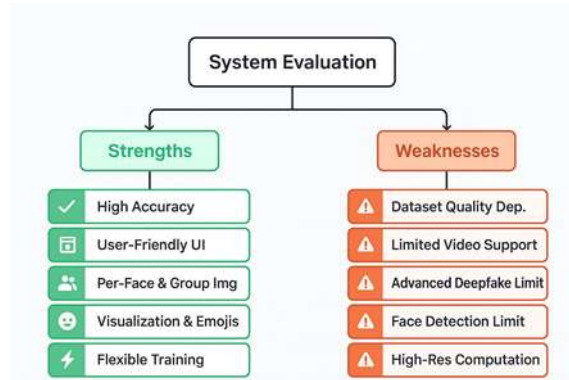 System Evaluation
Strengths
High Accuracy
User-Friendly UI
Per-Face & Group Img
Visualization & Emojis
Flexible Training
Weaknesses
Dataset Quality Dep.
Limited Video Support
Advanced Deepfake Limit
Face Detection Limit
High-Res Computation